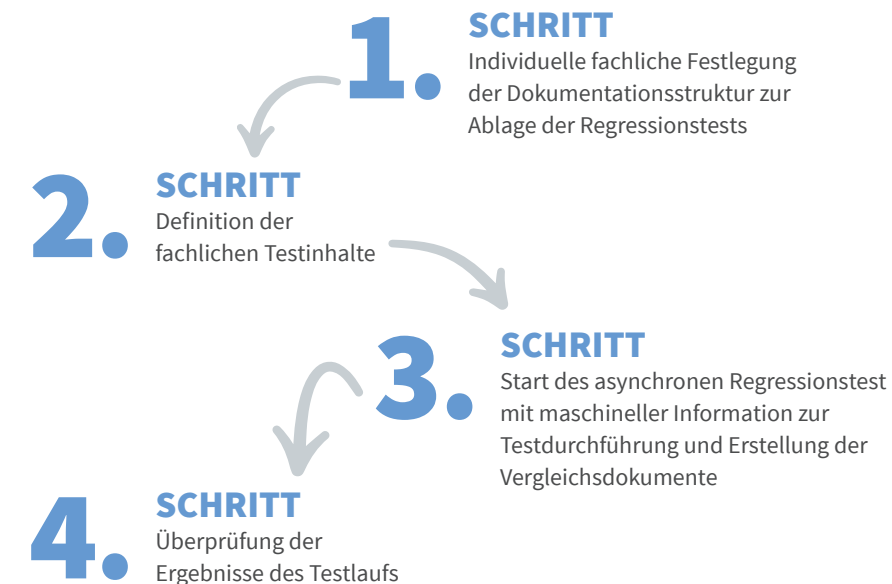 1. SCHRITT
Individuelle fachliche Festlegung
der Dokumentationsstruktur zur
Ablage der Regressionstests
2. SCHRITT
Definition der
fachlichen Testinhalte
3. SCHRITT
Start des asynchronen Regressionstest
mit maschineller Information zur
Testdurchführung und Erstellung der
Vergleichsdokumente
4. SCHRITT
Überprüfung der
Ergebnisse des Testlaufs